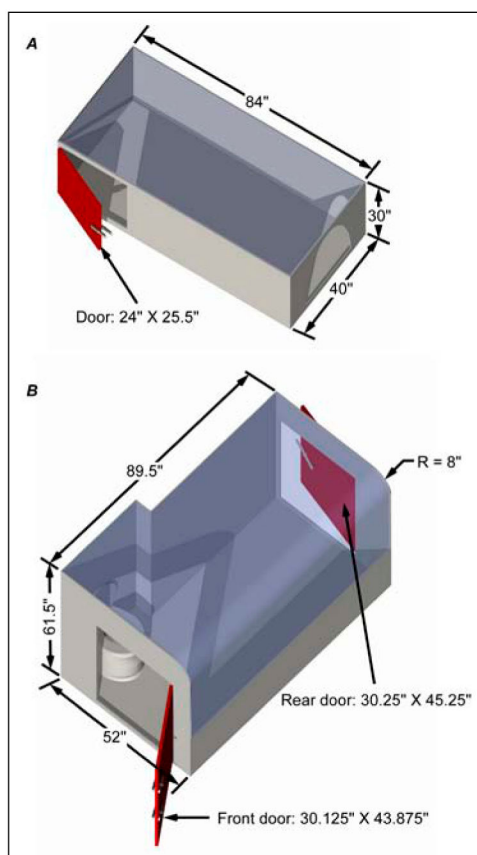 A
84"
30"
40"
Door: 24" X 25.5"
B
89.5"
R = 8"
61.5"
52"
Rear door: 30.25" X 45.25"
Front door: 30.125" X 43.875"